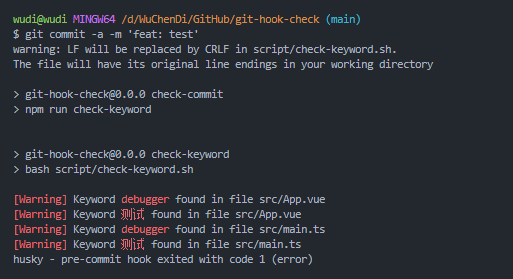 wudi@wudi MINGW64 /d/WuChenDi/GitHub/git-hook-check (main)
$ git commit -a -m 'feat: test'
warning: LF will be replaced by CRLF in script/check-keyword.sh.
The file will have its original line endings in your working directory
> git-hook-check@0.0.0 check-commit
> npm run check-keyword
> git-hook-check@0.0.0 check-keyword
> bash script/check-keyword.sh
[Warning] Keyword debugger found in file src/App.vue
[Warning] Keyword 测试 found in file src/App.vue
[Warning] Keyword debugger found in file src/main.ts
[Warning] Keyword 测试 found in file src/main.ts
husky - pre-commit hook exited with code 1 (error)